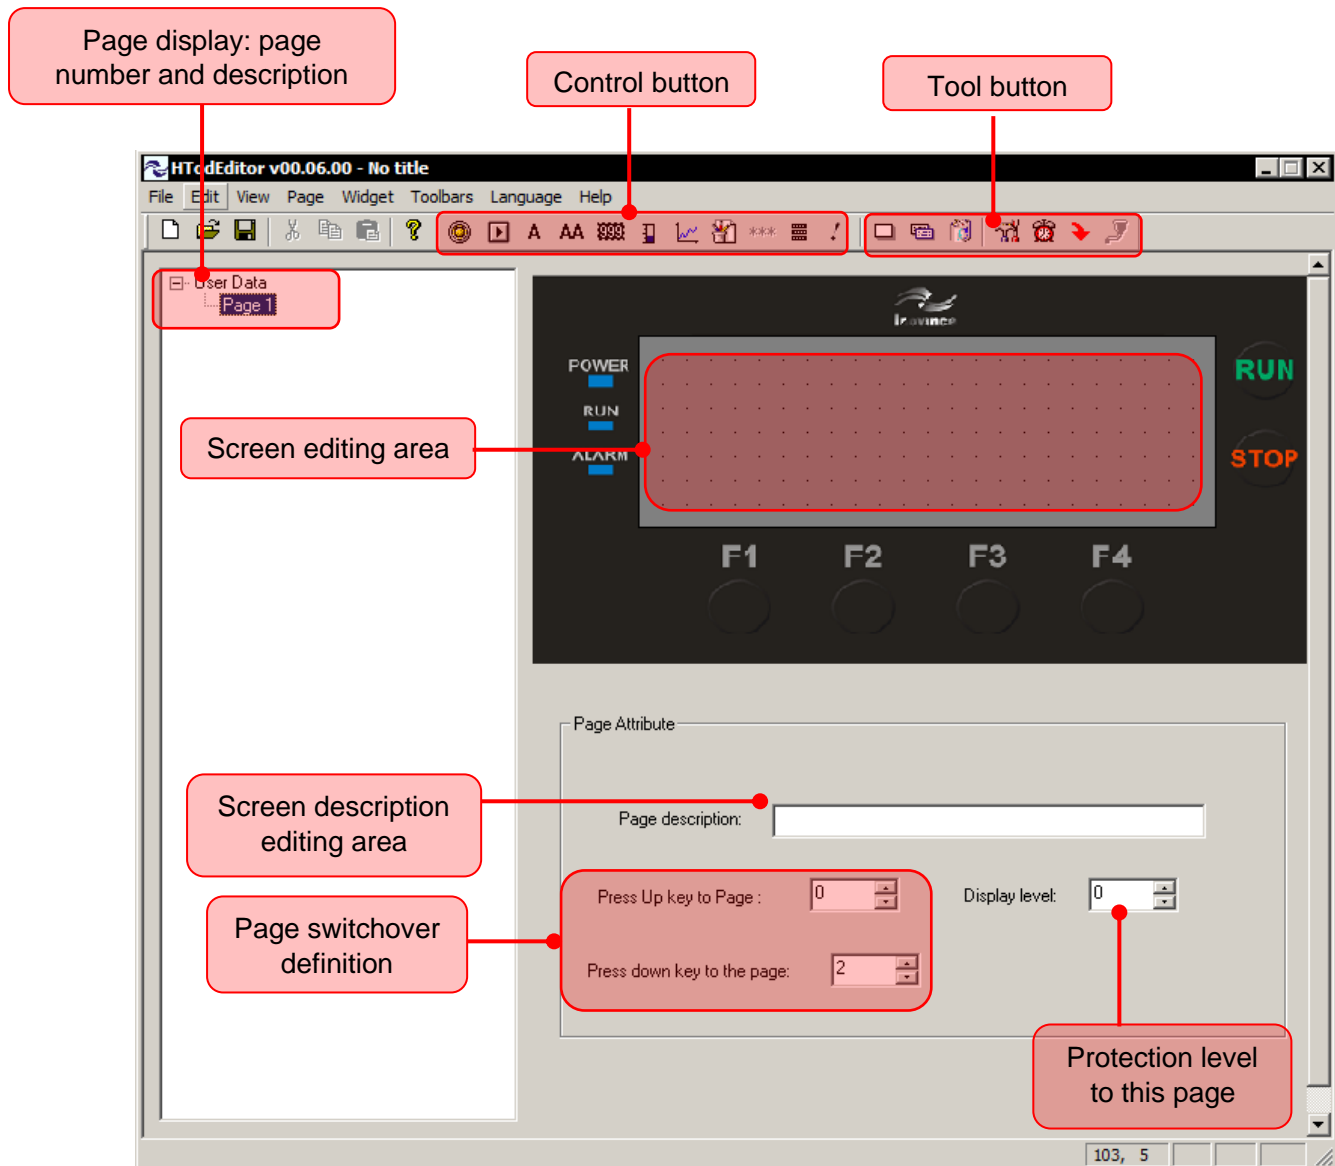 Page display: page
number and description
Control button
Tool button
HTodEditor v00.06.00 - No title
File Edit View Page Widget Toolbars Language Help
A AA ***
User Data
Page 1
POWER
RUN
ALARM
RUN
STOP
Screen editing area
F1 F2 F3 F4
Page Attribute
Screen description
editing area
Page description:
Press Up key to Page : 0
Display level: 0
Page switchover
definition
Press down key to the page: 2
Protection level
to this page
103, 5